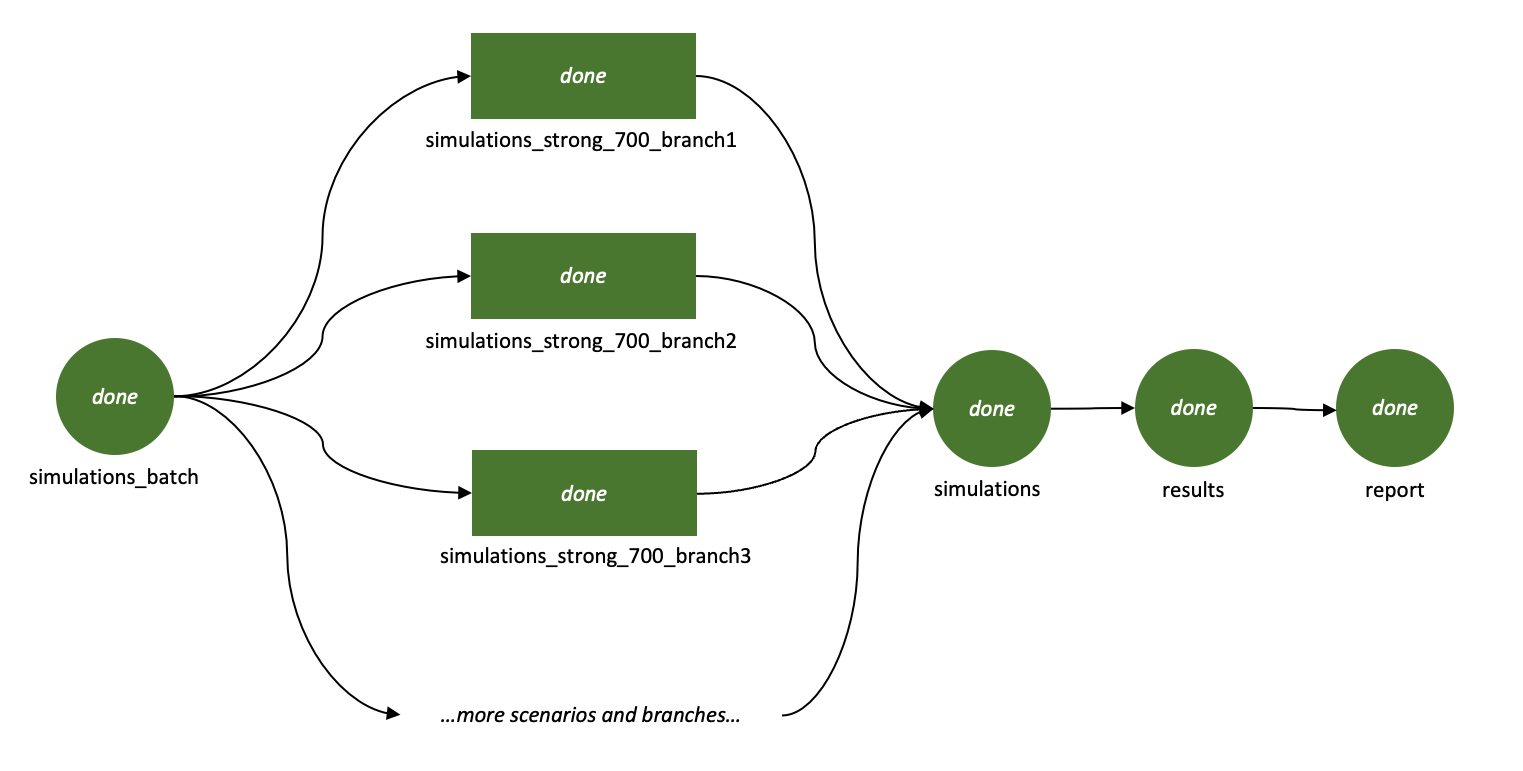 done
simulations_strong_700_branch1
done
simulations_strong_700_branch2
done
simulations_batch
done
simulations_strong_700_branch3
...more scenarios and branches...
done
simulations
done
results
done
report